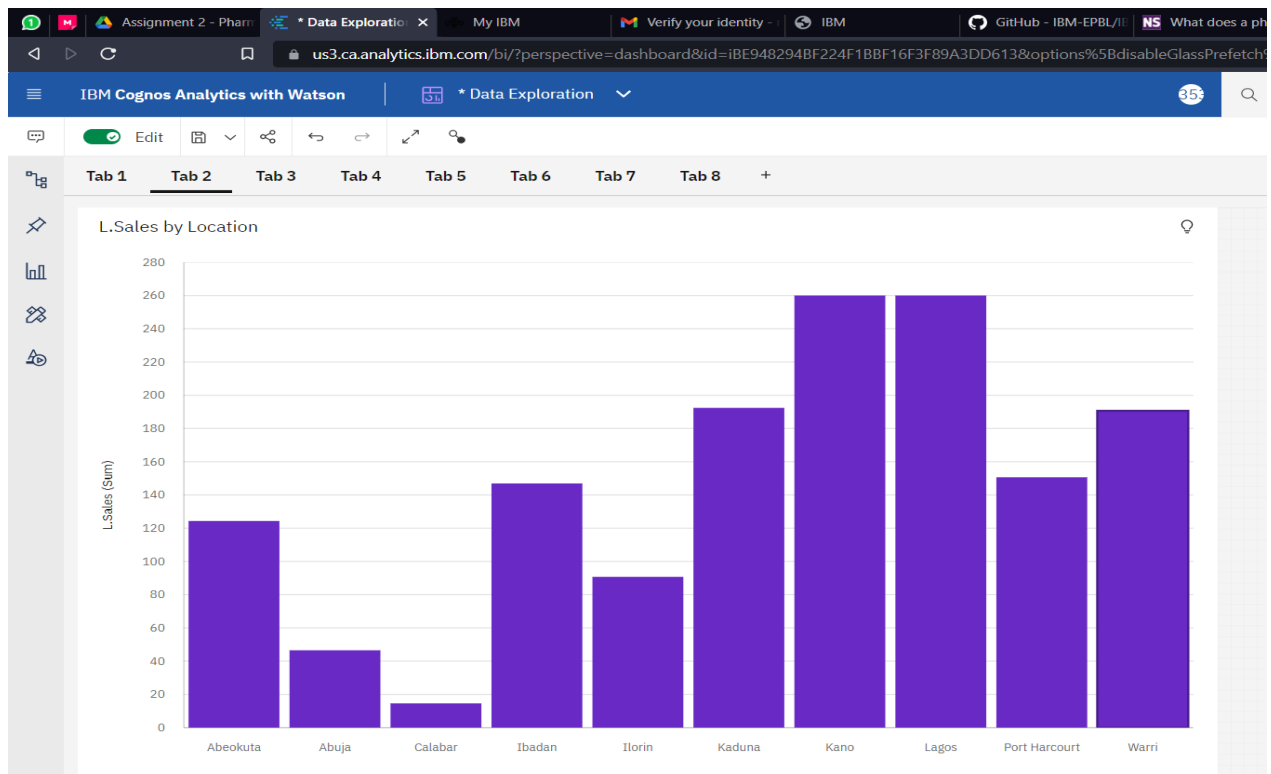 1 M Assignment 2 - Pharm * Data Exploratio My IBM Verify your identity - IBM GitHub - IBM-EPBL/IB NS What does a ph
us3.ca.analytics.ibm.com/bi/?perspective=dashboard&id=iBE948294BF224F1BBF16F3F89A3DD613&options%5BdisableGlassPrefetch%
IBM Cognos Analytics with Watson * Data Exploration 353
Edit
Tab 1 Tab 2 Tab 3 Tab 4 Tab 5 Tab 6 Tab 7 Tab 8 +
L.Sales by Location
280
260
240
220
200
180
160
140
120
100
80
60
40
20
0
L.Sales (Sum)
Abeokuta Abuja Calabar Ibadan Ilorin Kaduna Kano Lagos Port Harcourt Warri